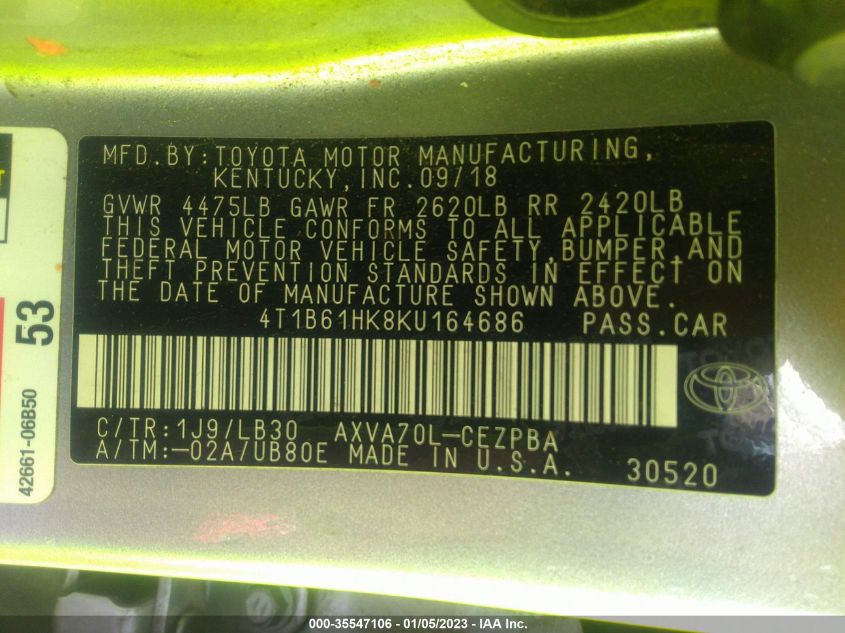 MFD.BY:TOYOTA MOTOR MANUFACTURING,
KENTUCKY,INC.09/18
GVWR 4475LB GAWR FR 2620LB RR 2420LB
THIS VEHICLE CONFORMS TO ALL APPLICABLE
FEDERAL MOTOR VEHICLE SAFETY,BUMPER,AND
THEFT PREVENTION STANDARDS IN EFFECT ON
THE DATE OF MANUFACTURE SHOWN ABOVE.
4T1B61HK8KU164686 PASS.CAR
C/TR:1J9/LB30 AXVA70L-CEZPBA
A/TM:-02A/UB80E MADE IN U.S.A. 30520
53
42661-06B50
000-35547106 - 01/05/2023 - IAA Inc.